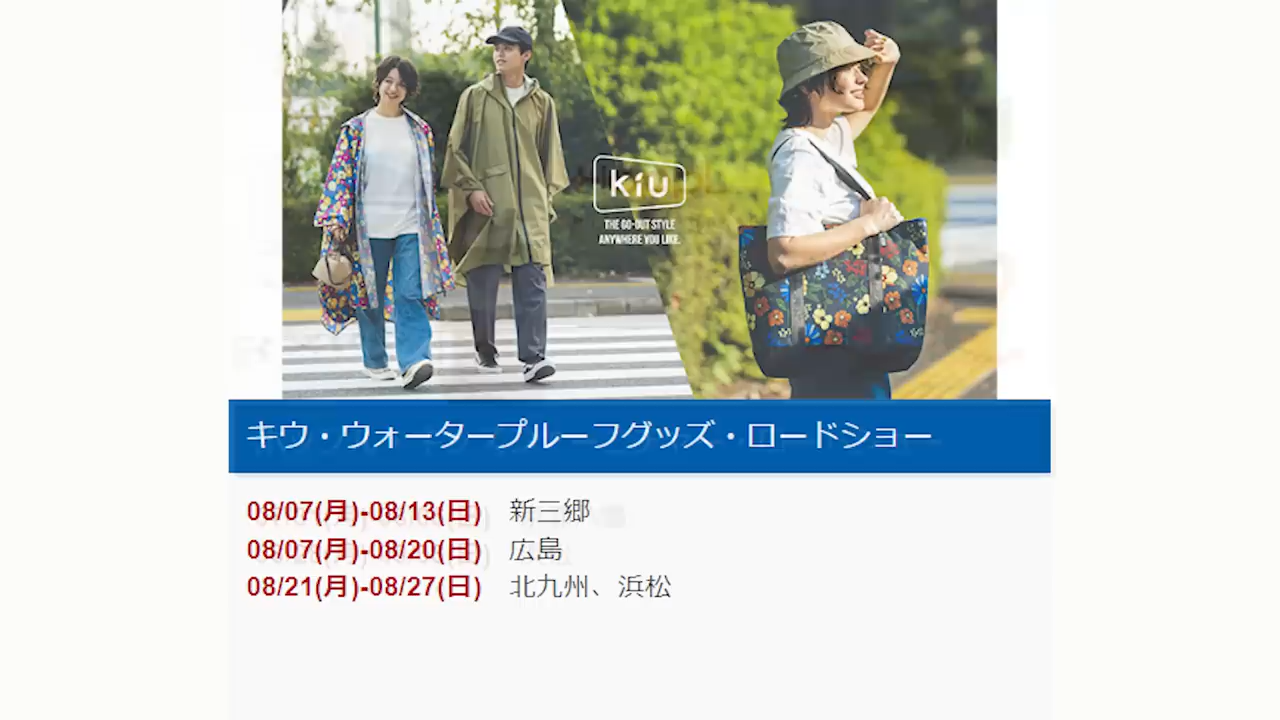 kiu
THE GO-OUT STYLE
ANYWHERE YOU LIKE.
キウ・ウォータープルーフグッズ・ロードショー
08/07(月)-08/13(日) 新三郷
08/07(月)-08/20(日) 広島
08/21(月)-08/27(日) 北九州、浜松